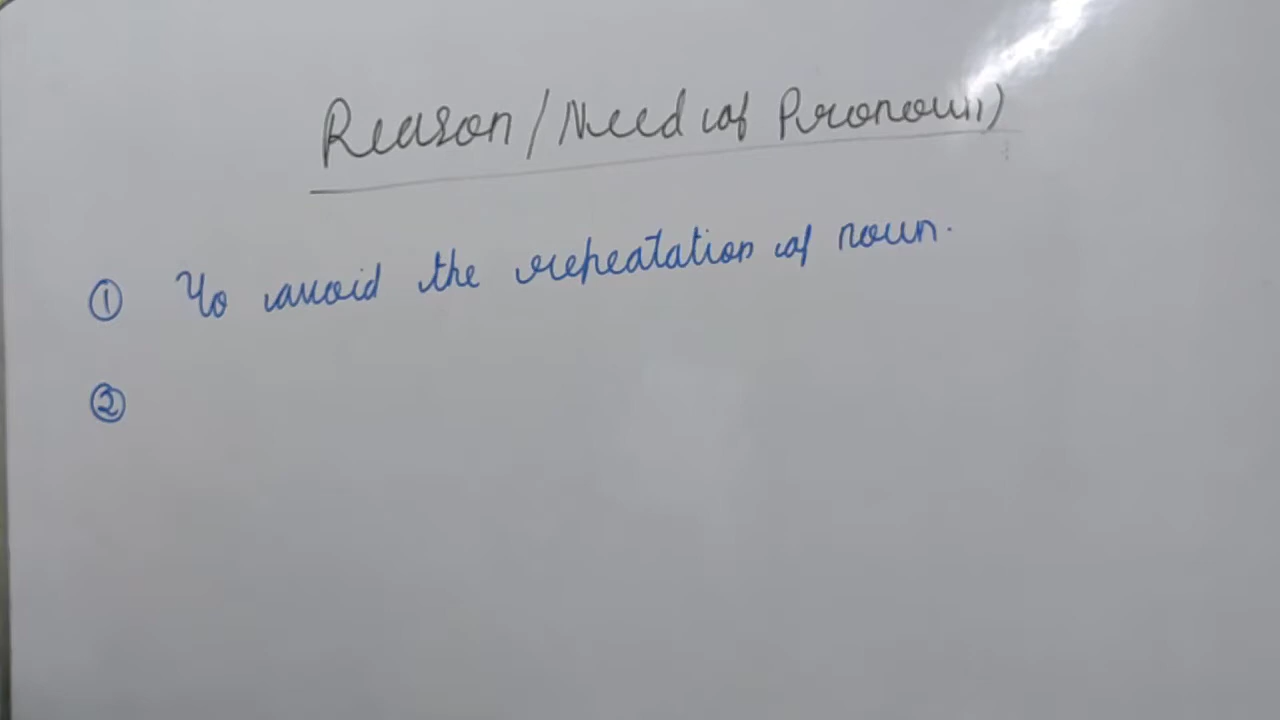 Reason/Need of Pronoun
① To avoid the repeatation of noun.
②